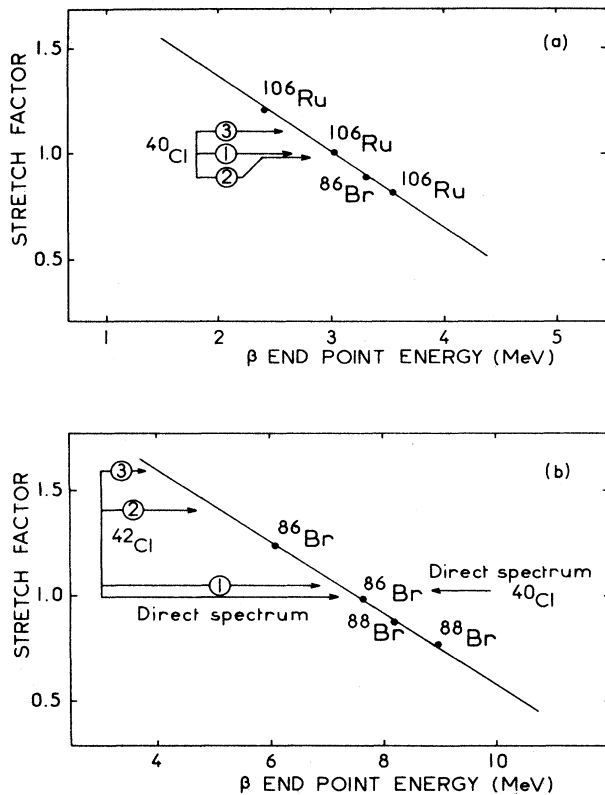 (a)
STRETCH FACTOR
1.5
1.0
0.5
106Ru
106Ru
86Br
106Ru
40Cl
3
1
2
1 2 3 4 5
β END POINT ENERGY (MeV)
(b)
STRETCH FACTOR
1.5
1.0
0.5
3
2
42Cl
1
Direct spectrum
86Br
86Br
88Br
88Br
Direct spectrum
40Cl
4 6 8 10
β END POINT ENERGY (MeV)